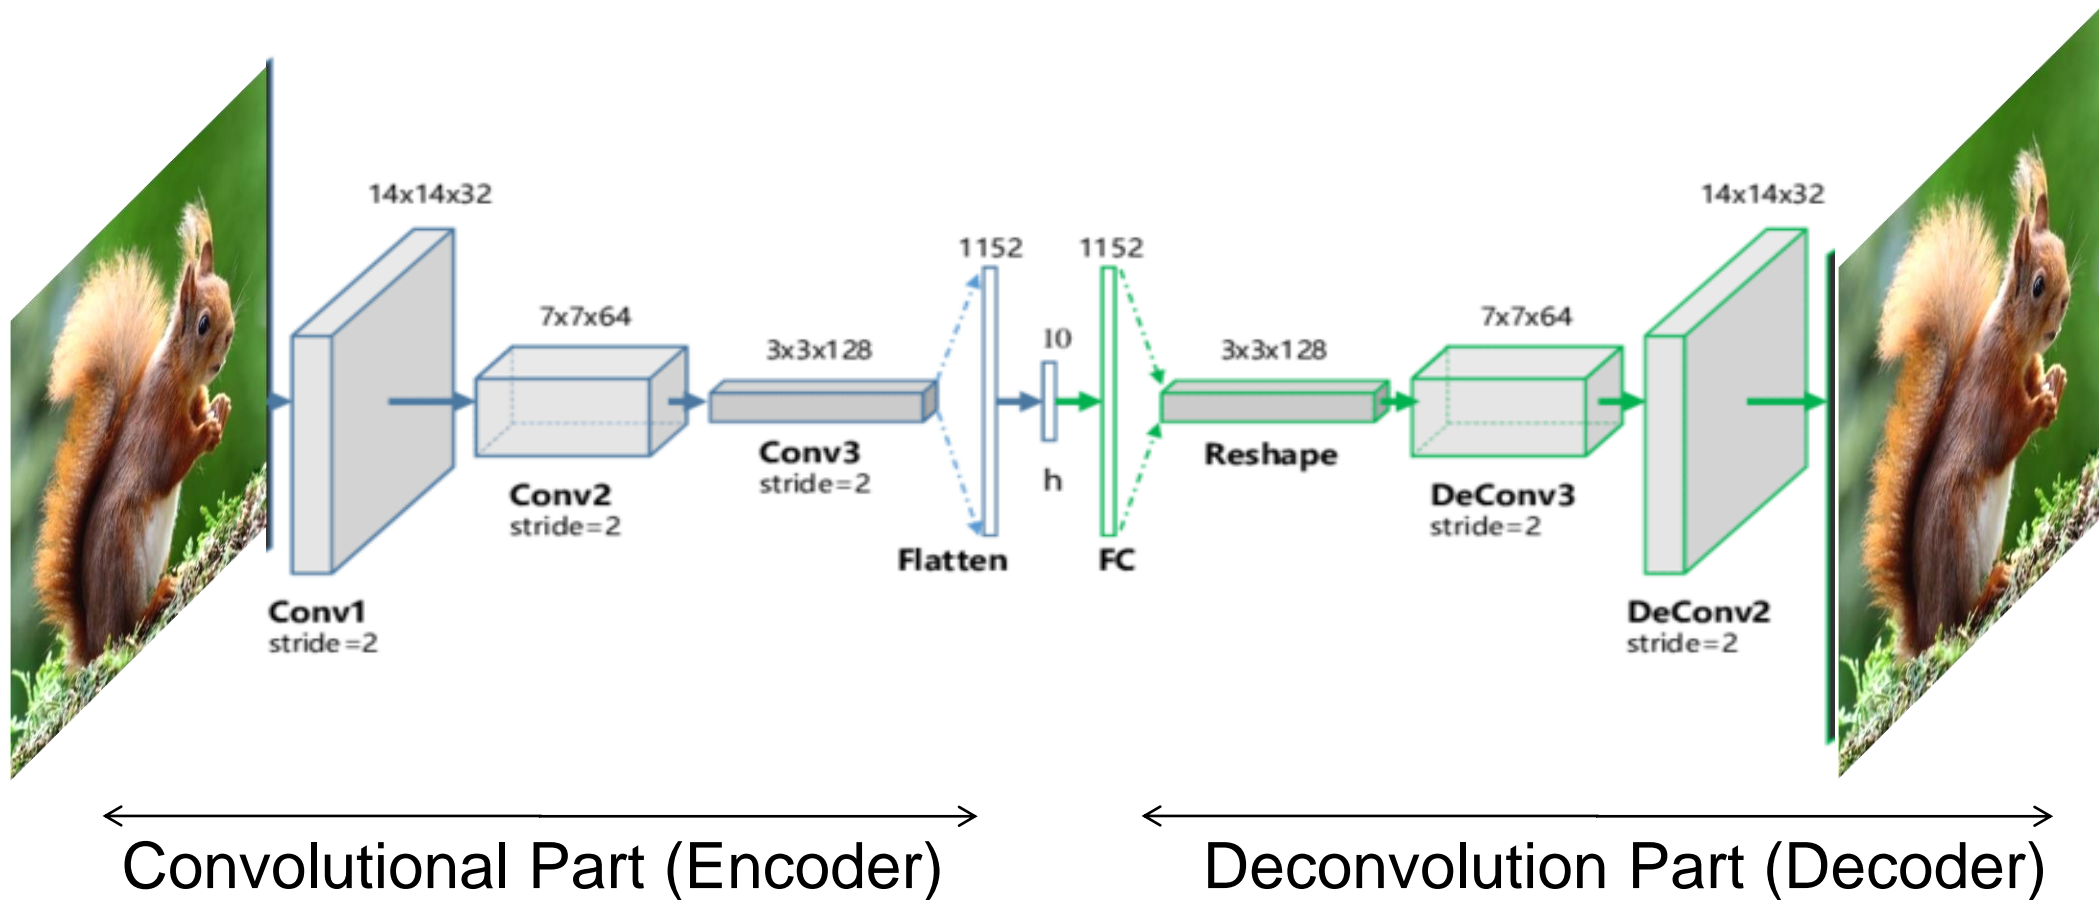 14x14x32
Conv1
stride=2
7x7x64
Conv2
stride=2
3x3x128
Conv3
stride=2
1152
Flatten
10
h
1152
FC
3x3x128
Reshape
7x7x64
DeConv3
stride=2
14x14x32
DeConv2
stride=2
Convolutional Part (Encoder)
Deconvolution Part (Decoder)